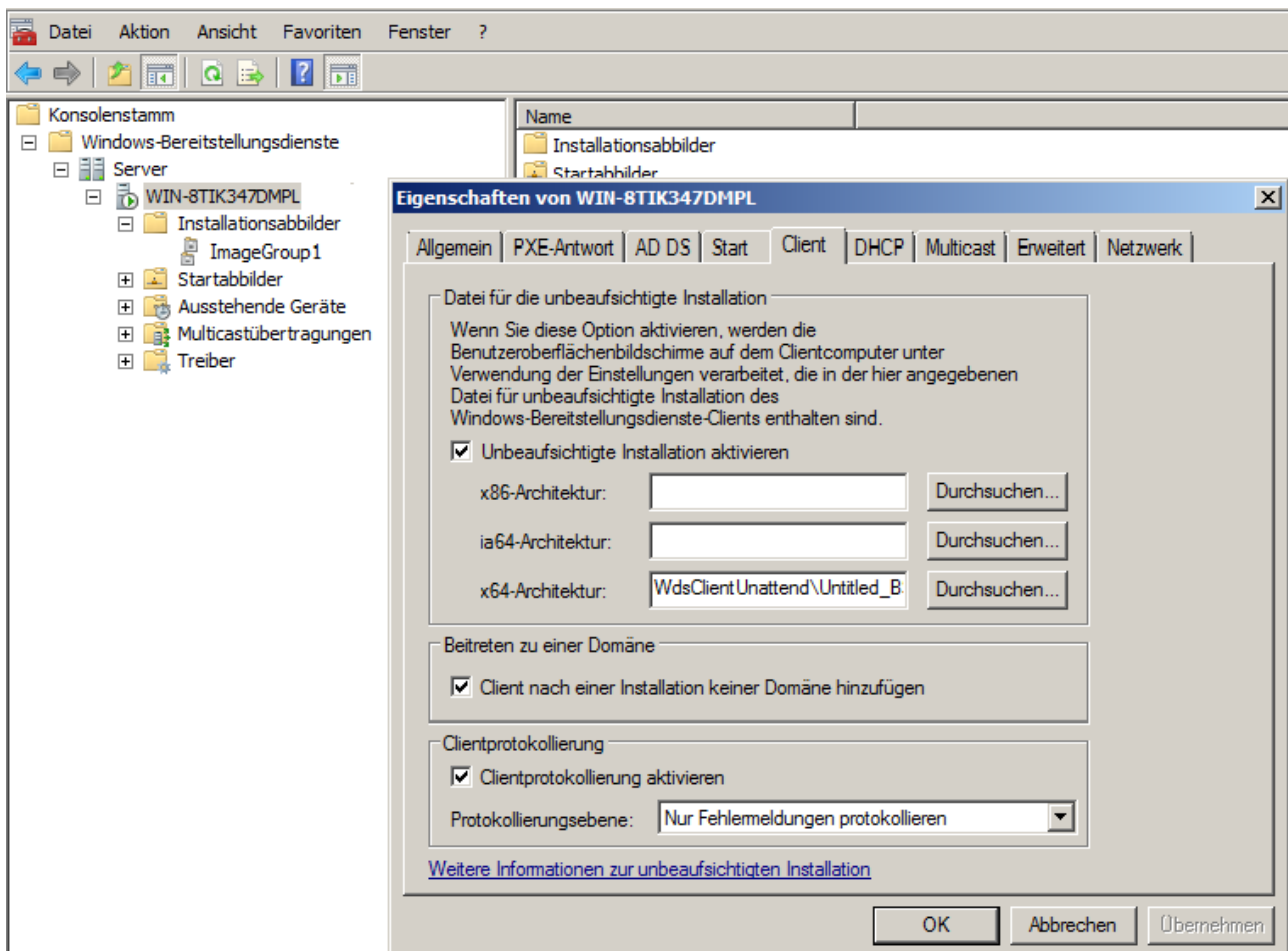 Datei Aktion Ansicht Favoriten Fenster ?
Konsolenstamm
Windows-Bereitstellungsdienste
Server
WIN-8TIK347DMPL
Installationsabbilder
ImageGroup1
Startabbilder
Ausstehende Geräte
Multicastübertragungen
Treiber
Name
Installationsabbilder
Startabbilder
Eigenschaften von WIN-8TIK347DMPL
Allgemein PXE-Antwort AD DS Start Client DHCP Multicast Erweitert Netzwerk
Datei für die unbeaufsichtigte Installation
Wenn Sie diese Option aktivieren, werden die
Benutzeroberflächenbildschirme auf dem Clientcomputer unter
Verwendung der Einstellungen verarbeitet, die in der hier angegebenen
Datei für unbeaufsichtigte Installation des
Windows-Bereitstellungsdienste-Clients enthalten sind.
Unbeaufsichtigte Installation aktivieren
x86-Architektur: Durchsuchen...
ia64-Architektur: Durchsuchen...
x64-Architektur: WdsClientUnattend\Untitled_B Durchsuchen...
Beitreten zu einer Domäne
Client nach einer Installation keiner Domäne hinzufügen
Clientprotokollierung
Clientprotokollierung aktivieren
Protokollierungsebene: Nur Fehlermeldungen protokollieren
Weitere Informationen zur unbeaufsichtigten Installation
OK Abbrechen Übernehmen